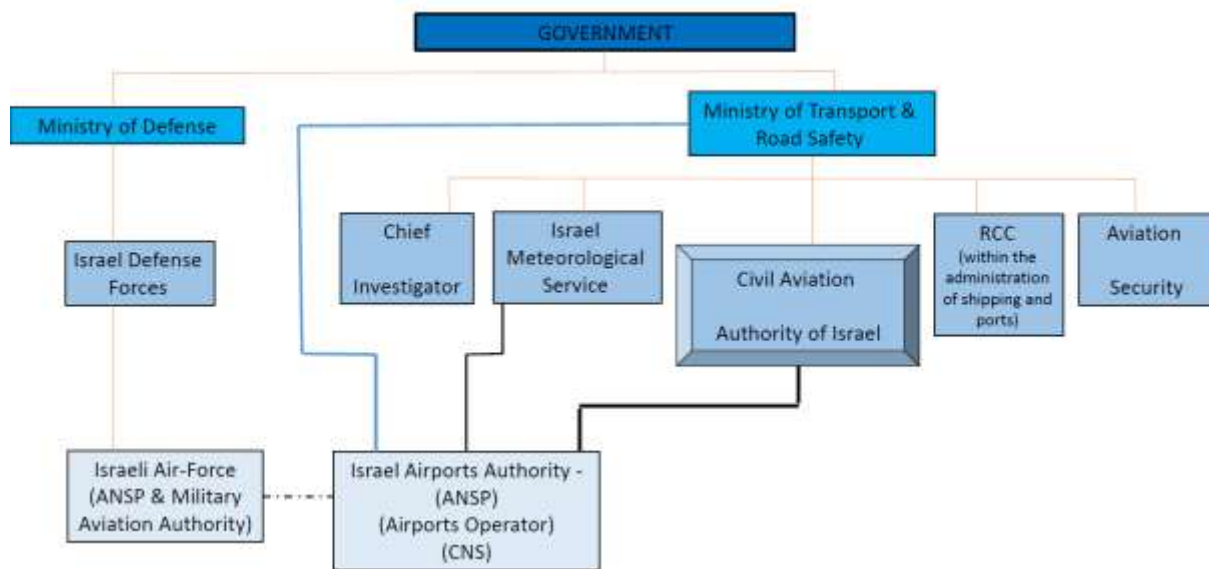 GOVERNMENT
Ministry of Defense
Ministry of Transport &
Road Safety
Chief
Investigator
Israel
Meteorological
Service
Civil Aviation
Authority of Israel
RCC
(within the
administration
of shipping and
ports)
Aviation
Security
Israel Defense
Forces
Israeli Air-Force
(ANSP & Military
Aviation Authority)
Israel Airports Authority -
(ANSP)
(Airports Operator)
(CNS)